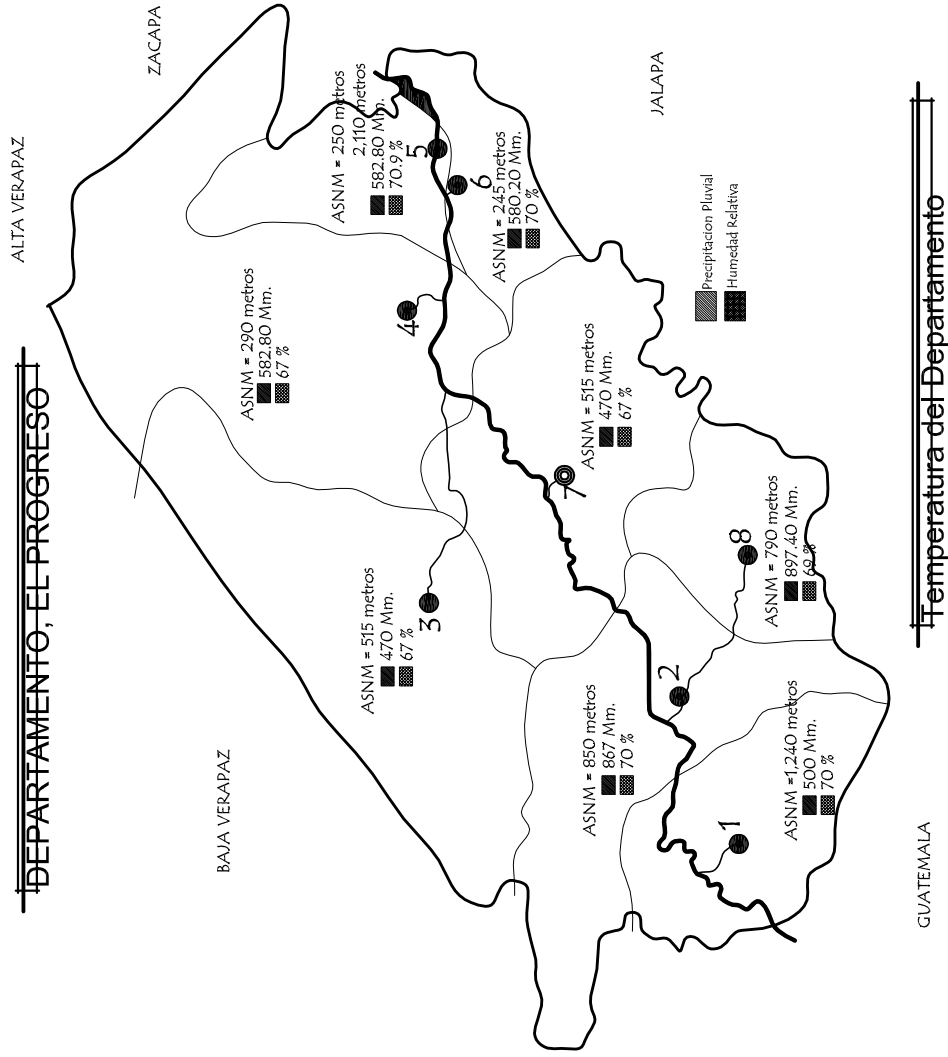 DEPARTAMENTO, EL PROGRESO
ALTA VERAPAZ
ZACAPA
BAJA VERAPAZ
JALAPA
GUATEMALA
ASNM = 250 metros
2,110 metros
582.80 Mm.
70.9 %
5
6
ASNM = 245 metros
580.20 Mm.
70 %
ASNM = 290 metros
582.80 Mm.
67 %
4
ASNM = 515 metros
470 Mm.
67 %
3
ASNM = 515 metros
470 Mm.
67 %
7
ASNM = 850 metros
867 Mm.
70 %
2
ASNM = 790 metros
897.40 Mm.
69 %
8
ASNM =1,240 metros
500 Mm.
70 %
1
Precipitacion Pluvial
Humedad Relativa
Temperatura del Departamento